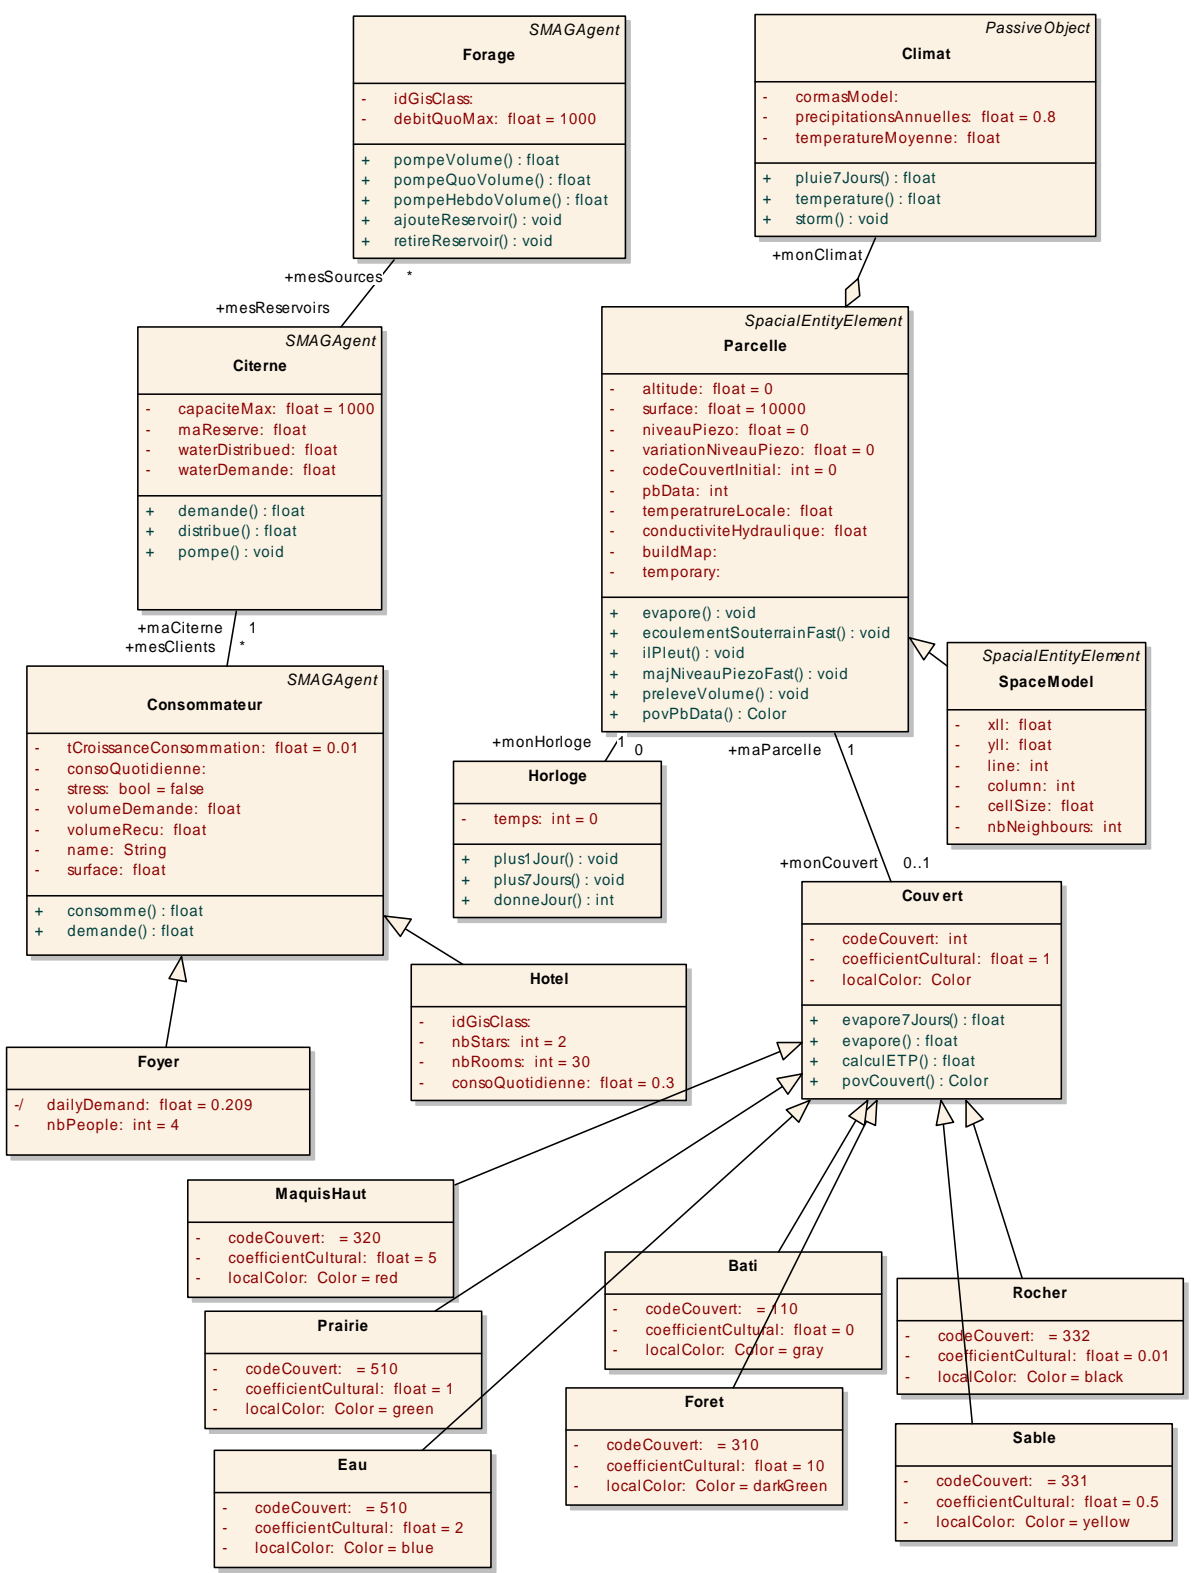 SMAGAgent
Forage
- idGisClass:
- debitQuoMax: float = 1000
+ pompeVolume() : float
+ pompeQuoVolume() : float
+ pompeHebdoVolume() : float
+ ajouteReservoir() : void
+ retireReservoir() : void
PassiveObject
Climat
- cormasModel:
- precipitationsAnnuelles: float = 0.8
- temperatureMoyenne: float
+ pluie7Jours() : float
+ temperature() : float
+ storm() : void
+monClimat
+mesSources *
+mesReservoirs
SMAGAgent
Citerne
- capaciteMax: float = 1000
- maReserve: float
- waterDistribued: float
- waterDemande: float
+ demande() : float
+ distribue() : float
+ pompe() : void
SpacialEntityElement
Parcelle
- altitude: float = 0
- surface: float = 10000
- niveauPiezo: float = 0
- variationNiveauPiezo: float = 0
- codeCouvertInitial: int = 0
- pbData: int
- temperatrureLocale: float
- conductiviteHydraulique: float
- buildMap:
- temporary:
+ evapore() : void
+ ecoulementSouterrainFast() : void
+ ilPleut() : void
+ majNiveauPiezoFast() : void
+ preleveVolume() : void
+ povPbData() : Color
+maCiterne 1
+mesClients *
SMAGAgent
Consommateur
- tCroissanceConsommation: float = 0.01
- consoQuotidienne:
- stress: bool = false
- volumeDemande: float
- volumeRecu: float
- name: String
- surface: float
+ consomme() : float
+ demande() : float
SpacialEntityElement
SpaceModel
- xll: float
- yll: float
- line: int
- column: int
- cellSize: float
- nbNeighbours: int
+monHorloge 1
0
+maParcelle 1
Horloge
- temps: int = 0
+ plus1Jour() : void
+ plus7Jours() : void
+ donneJour() : int
+monCouvert 0..1
Couvert
- codeCouvert: int
- coefficientCultural: float = 1
- localColor: Color
+ evapore7Jours() : float
+ evapore() : float
+ calculETP() : float
+ povCouvert() : Color
Hotel
- idGisClass:
- nbStars: int = 2
- nbRooms: int = 30
- consoQuotidienne: float = 0.3
Foyer
-/ dailyDemand: float = 0.209
- nbPeople: int = 4
MaquisHaut
- codeCouvert: = 320
- coefficientCultural: float = 5
- localColor: Color = red
Prairie
- codeCouvert: = 510
- coefficientCultural: float = 1
- localColor: Color = green
Eau
- codeCouvert: = 510
- coefficientCultural: float = 2
- localColor: Color = blue
Bati
- codeCouvert: = 110
- coefficientCultural: float = 0
- localColor: Color = gray
Foret
- codeCouvert: = 310
- coefficientCultural: float = 10
- localColor: Color = darkGreen
Rocher
- codeCouvert: = 332
- coefficientCultural: float = 0.01
- localColor: Color = black
Sable
- codeCouvert: = 331
- coefficientCultural: float = 0.5
- localColor: Color = yellow